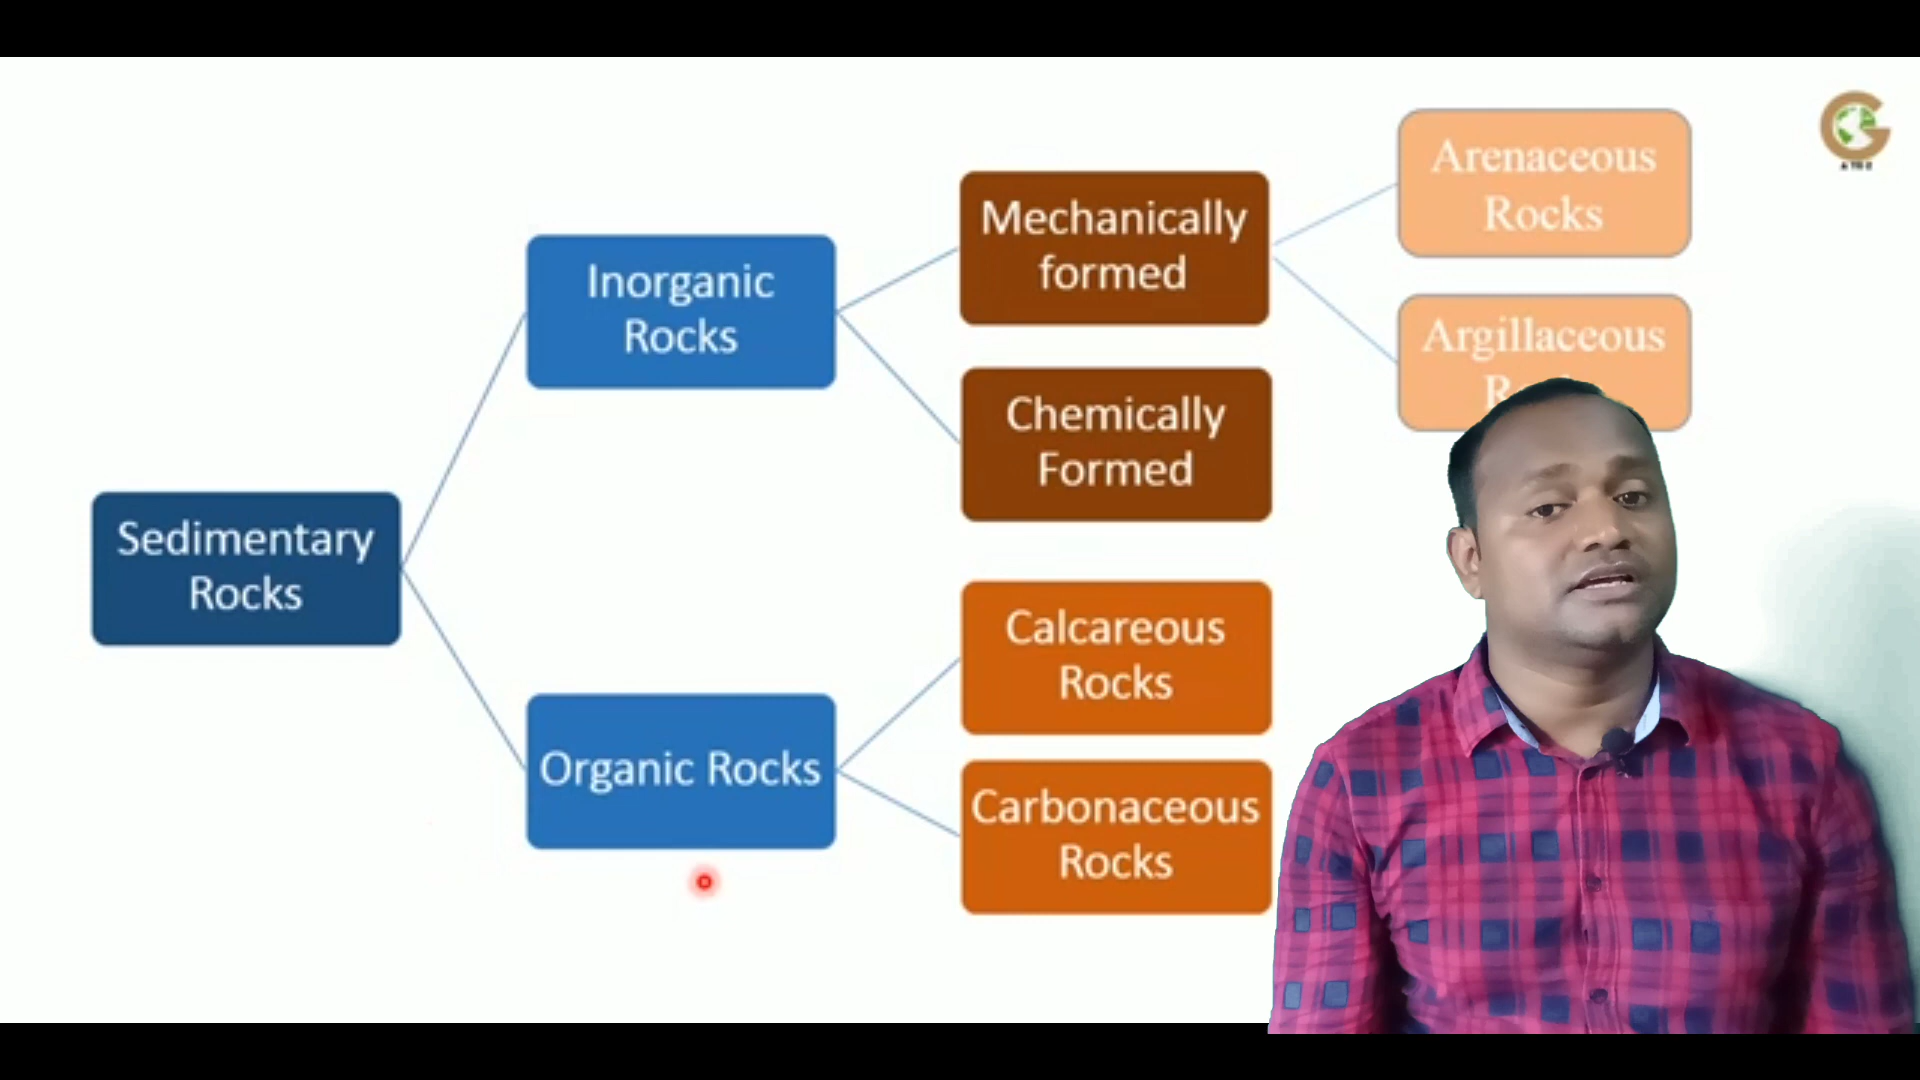 Sedimentary
Rocks
Inorganic
Rocks
Organic Rocks
Mechanically
formed
Chemically
Formed
Calcareous
Rocks
Carbonaceous
Rocks
Arenaceous
Rocks
Argillaceous